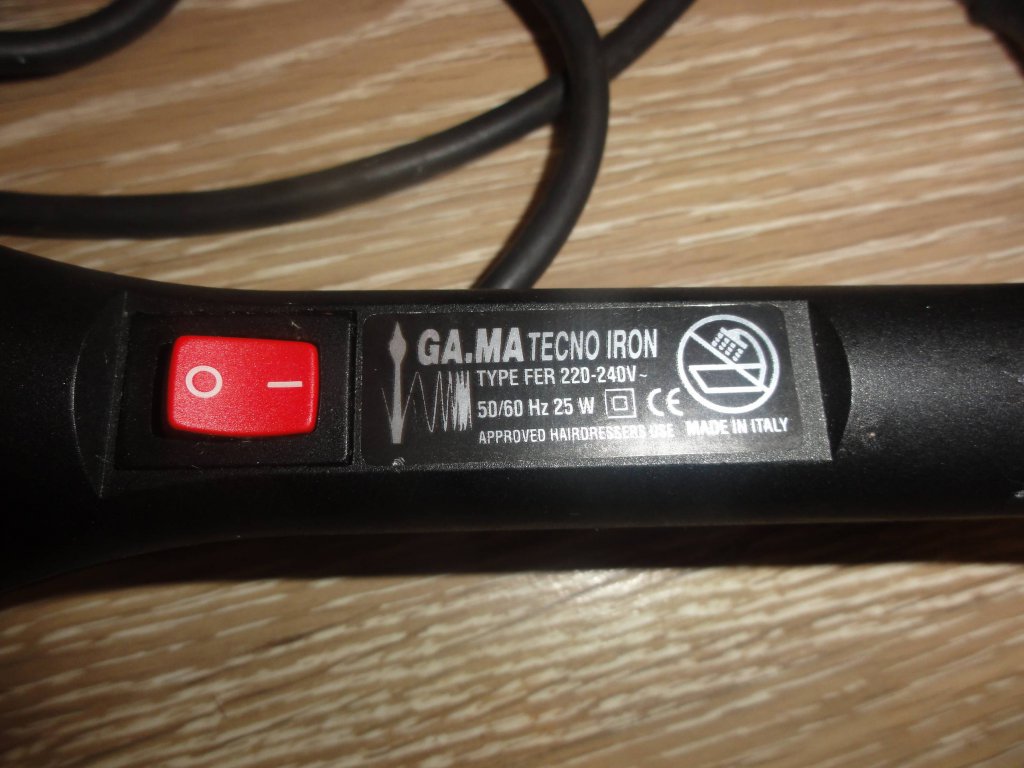 O I
GA.MA TECNO IRON
TYPE FER 220-240V~
50/60 Hz 25 W CE
APPROVED HAIRDRESSERS USE MADE IN ITALY